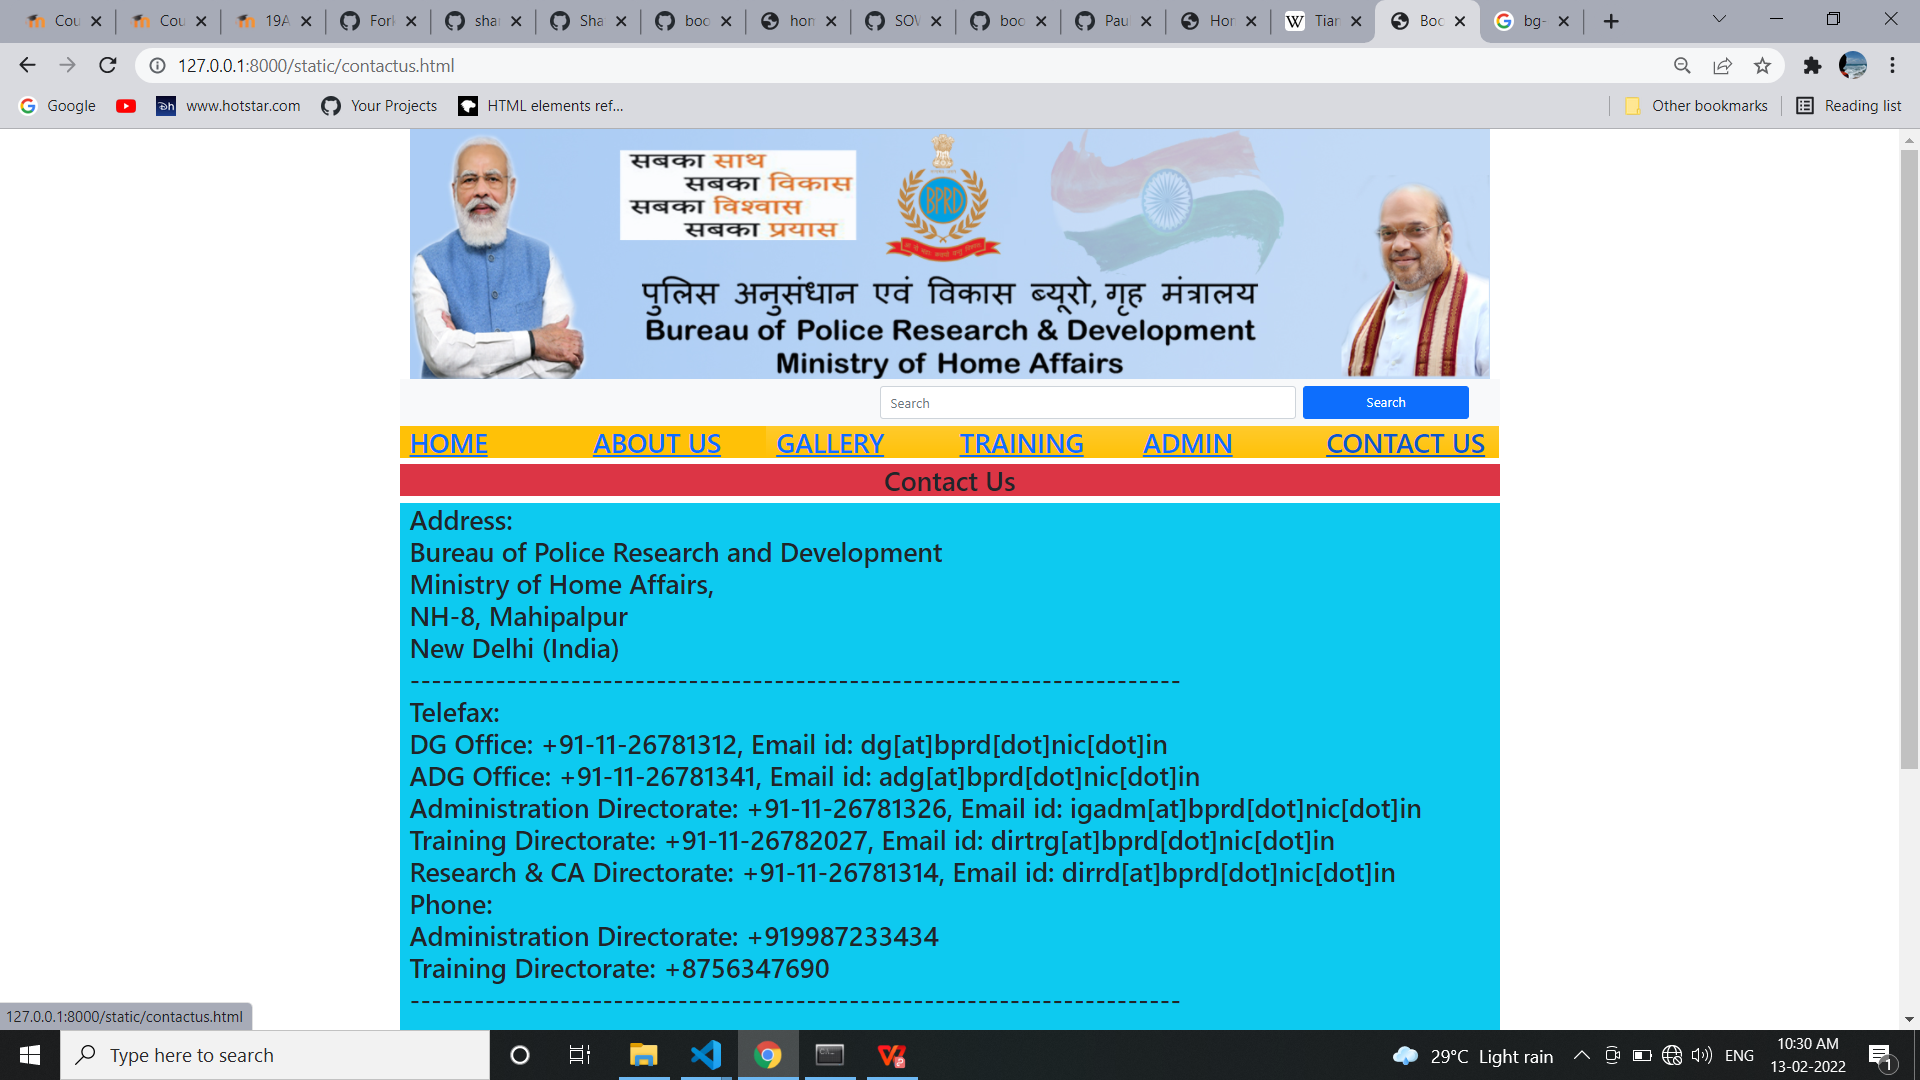 Cou
Cou
19A
Fork
shar
Sha
boo
hom
SOW
boo
Pau
Hor
Tian
Boo
bg-
127.0.0.1:8000/static/contactus.html
Google
www.hotstar.com
Your Projects
HTML elements ref...
Other bookmarks
Reading list
सबका साथ
सबका विकास
सबका विश्वास
सबका प्रयास
BPRD
पुलिस अनुसंधान एवं विकास ब्यूरो, गृह मंत्रालय
Bureau of Police Research & Development
Ministry of Home Affairs
Search
Search
HOME ABOUT US GALLERY TRAINING ADMIN CONTACT US
Contact Us
Address:
Bureau of Police Research and Development
Ministry of Home Affairs,
NH-8, Mahipalpur
New Delhi (India)
------------------------------------------------------------------------
Telefax:
DG Office: +91-11-26781312, Email id: dg[at]bprd[dot]nic[dot]in
ADG Office: +91-11-26781341, Email id: adg[at]bprd[dot]nic[dot]in
Administration Directorate: +91-11-26781326, Email id: igadm[at]bprd[dot]nic[dot]in
Training Directorate: +91-11-26782027, Email id: dirtrg[at]bprd[dot]nic[dot]in
Research & CA Directorate: +91-11-26781314, Email id: dirrd[at]bprd[dot]nic[dot]in
Phone:
Administration Directorate: +919987233434
Training Directorate: +8756347690
------------------------------------------------------------------------
127.0.0.1:8000/static/contactus.html
Type here to search
29°C Light rain
ENG
10:30 AM
13-02-2022
1